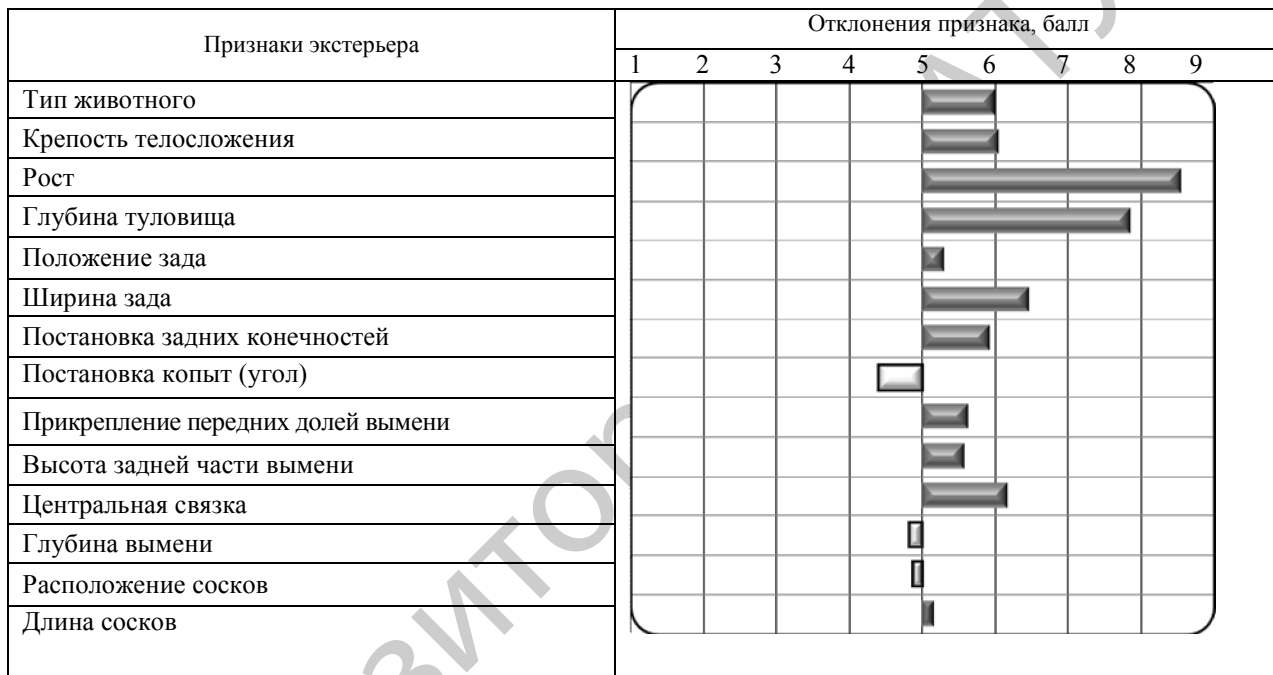 Признаки экстерьера
Отклонения признака, балл
1 2 3 4 5 6 7 8 9
Тип животного
Крепость телосложения
Рост
Глубина туловища
Положение зада
Ширина зада
Постановка задних конечностей
Постановка копыт (угол)
Прикрепление передних долей вымени
Высота задней части вымени
Центральная связка
Глубина вымени
Расположение сосков
Длина сосков